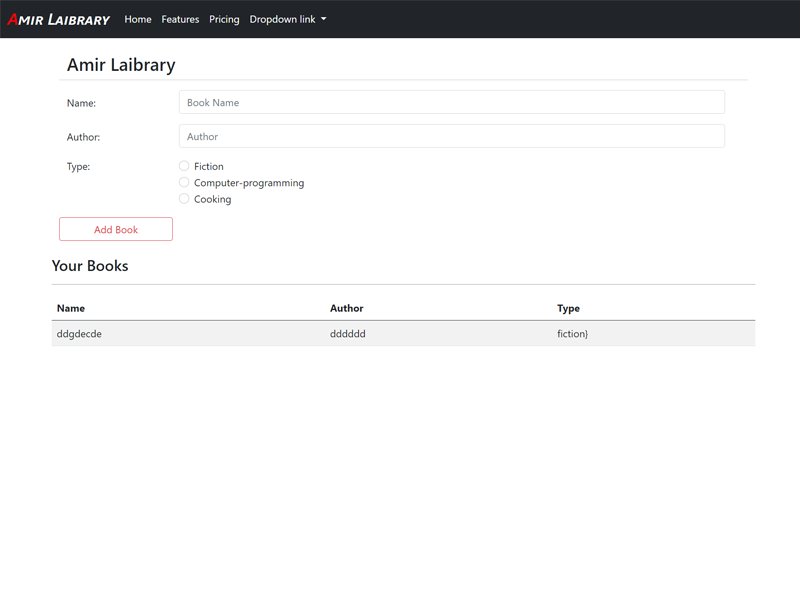 AMIR LAIBRARY Home Features Pricing Dropdown link
Amir Laibrary
Name: Book Name
Author: Author
Type: Fiction
Computer-programming
Cooking
Add Book
Your Books
Name Author Type
ddgdecde dddddd fiction}